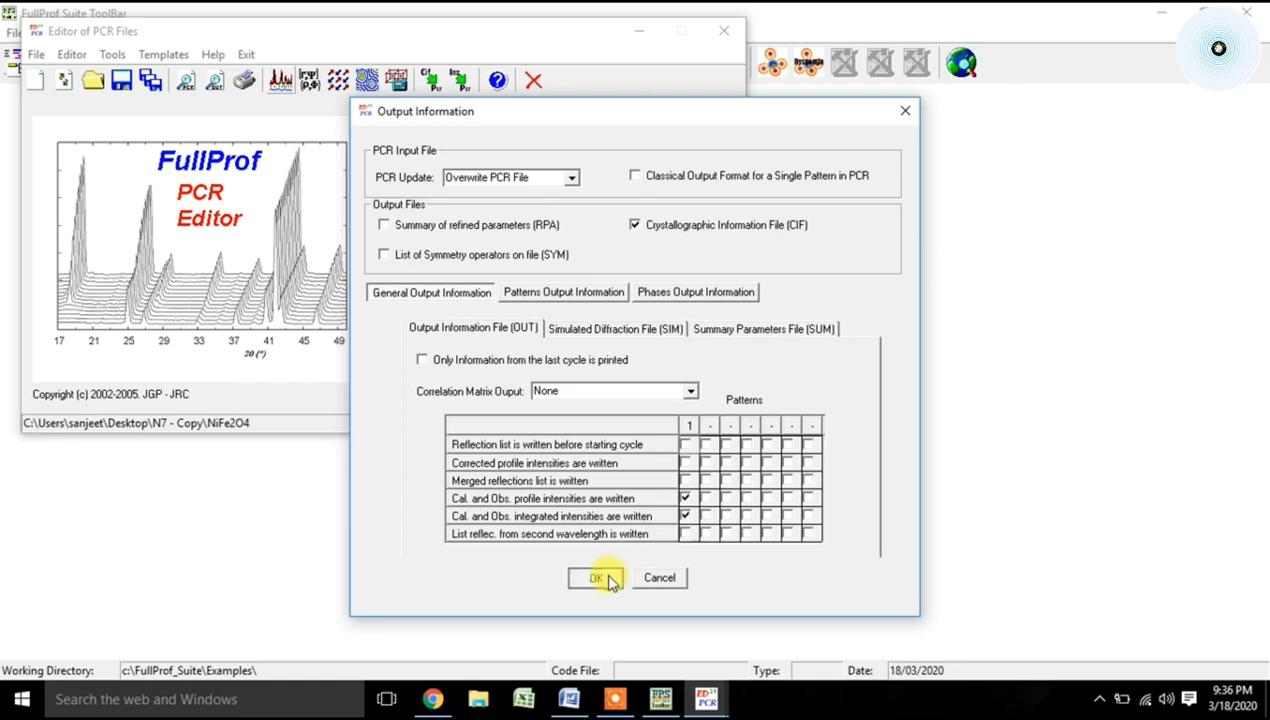 FullProf Suite ToolBar
Editor of PCR Files
File Editor Tools Templates Help Exit
Output Information
PCR Input File
PCR Update: Overwrite PCR File
Classical Output Format for a Single Pattern in PCR
Output Files
Summary of refined parameters (RPA)
Crystallographic Information File (CIF)
List of Symmetry operators on file (SYM)
General Output Information Patterns Output Information Phases Output Information
Output Information File (OUT) Simulated Diffraction File (SIM) Summary Parameters File (SUM)
Only Information from the last cycle is printed
Correlation Matrix Ouput: None
Patterns
1 - - - - - -
Reflection list is written before starting cycle
Corrected profile intensities are written
Merged reflections list is written
Cal. and Obs. profile intensities are written
Cal. and Obs. integrated intensities are written
List reflec. from second wavelength is written
OK Cancel
FullProf
PCR
Editor
17 21 25 29 33 37 41 45 49
2θ (°)
Copyright (c) 2002-2005. JGP - JRC
C:\Users\sanjeet\Desktop\N7 - Copy\NiFe2O4
Working Directory: c:\FullProf_Suite\Examples\ Code File: Type: Date: 18/03/2020
Search the web and Windows
9:36 PM
3/18/2020